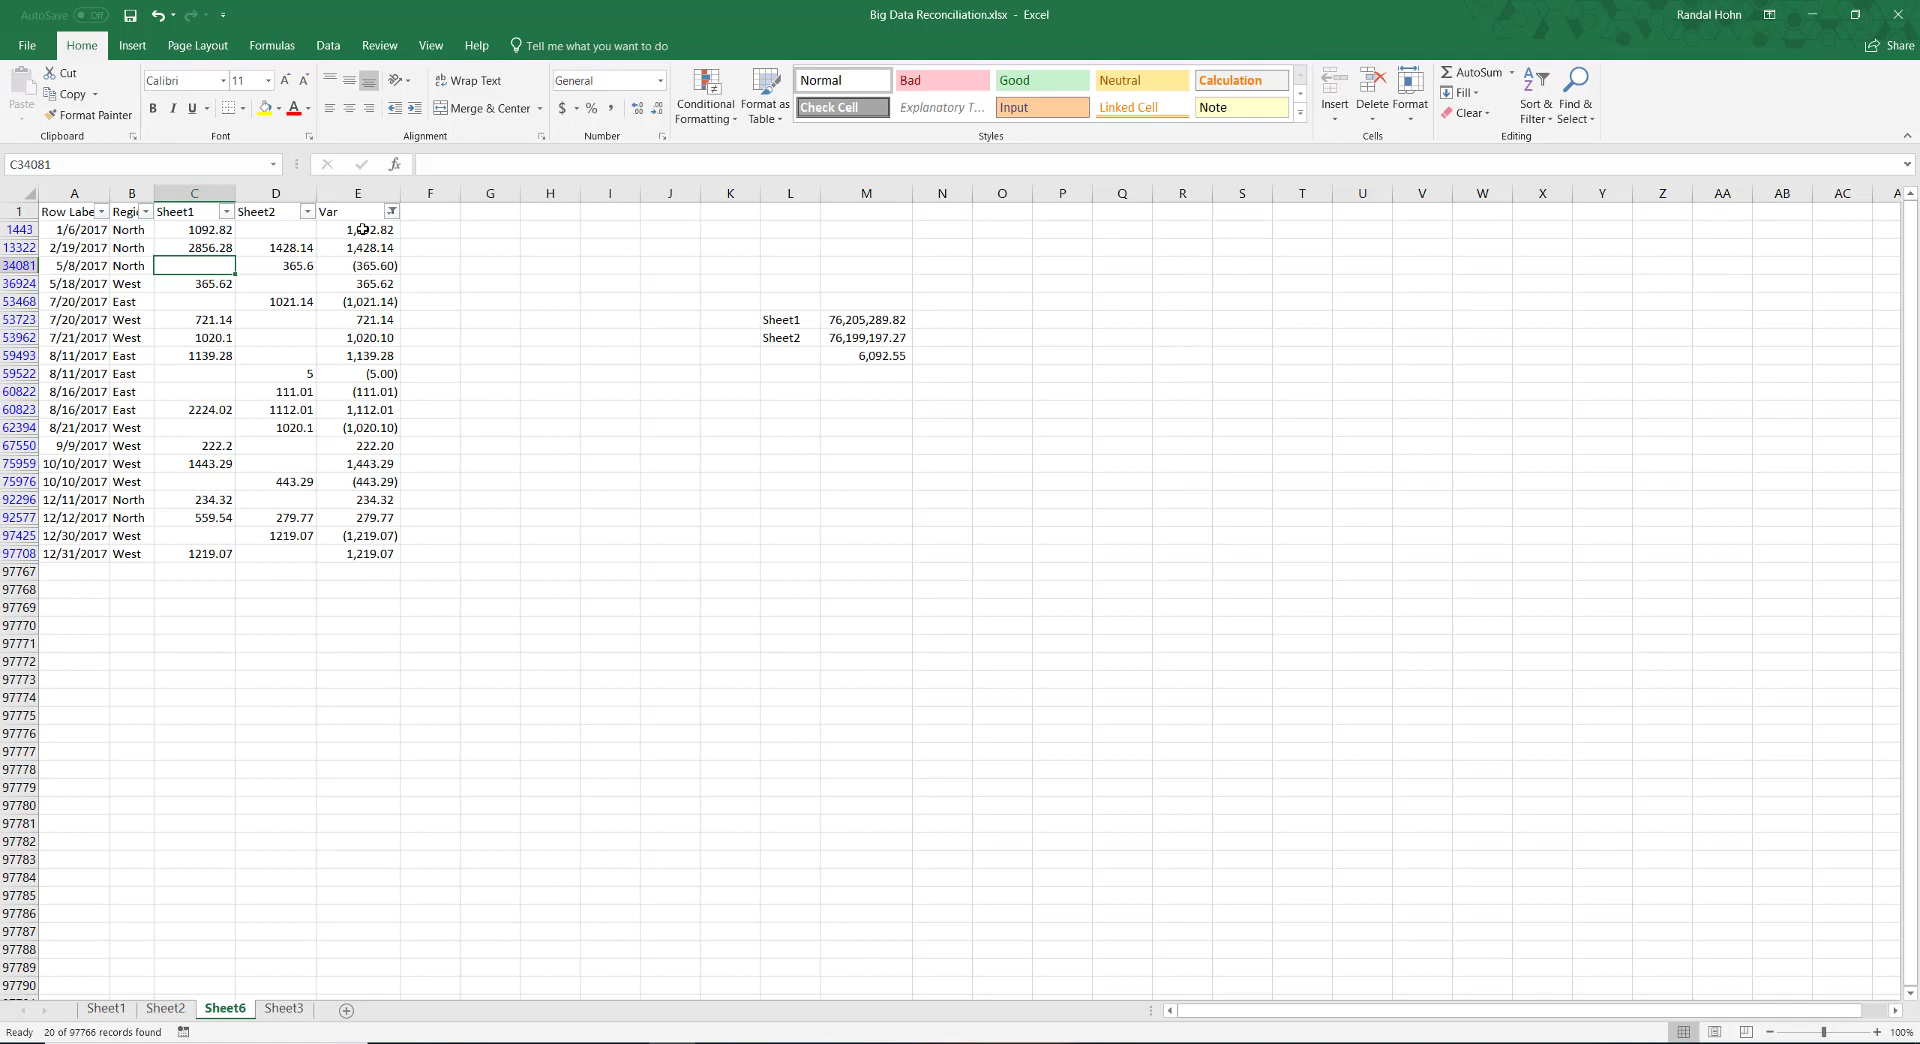 AutoSave Off
Big Data Reconciliation.xlsx - Excel
Randal Hohn
File Home Insert Page Layout Formulas Data Review View Help Tell me what you want to do Share
Paste
Cut
Copy
Format Painter
Clipboard
Calibri 11
B I U
Font
Wrap Text
Merge & Center
Alignment
General
$ % ,
Number
Conditional Formatting
Format as Table
Normal Bad Good Neutral Calculation
Check Cell Explanatory T... Input Linked Cell Note
Styles
Insert Delete Format
Cells
AutoSum
Fill
Clear
Sort & Filter
Find & Select
Editing
C34081
fx
A B C D E F G H I J K L M N O P Q R S T U V W X Y Z AA AB AC A
1 Row Labe Regi Sheet1 Sheet2 Var
1443 1/6/2017 North 1092.82 1,092.82
13322 2/19/2017 North 2856.28 1428.14 1,428.14
34081 5/8/2017 North 365.6 (365.60)
36924 5/18/2017 West 365.62 365.62
53468 7/20/2017 East 1021.14 (1,021.14)
53723 7/20/2017 West 721.14 721.14 Sheet1 76,205,289.82
53962 7/21/2017 West 1020.1 1,020.10 Sheet2 76,199,197.27
59493 8/11/2017 East 1139.28 1,139.28 6,092.55
59522 8/11/2017 East 5 (5.00)
60822 8/16/2017 East 111.01 (111.01)
60823 8/16/2017 East 2224.02 1112.01 1,112.01
62394 8/21/2017 West 1020.1 (1,020.10)
67550 9/9/2017 West 222.2 222.20
75959 10/10/2017 West 1443.29 1,443.29
75976 10/10/2017 West 443.29 (443.29)
92296 12/11/2017 North 234.32 234.32
92577 12/12/2017 North 559.54 279.77 279.77
97425 12/30/2017 West 1219.07 (1,219.07)
97708 12/31/2017 West 1219.07 1,219.07
97767
97768
97769
97770
97771
97772
97773
97774
97775
97776
97777
97778
97779
97780
97781
97782
97783
97784
97785
97786
97787
97788
97789
97790
Sheet1 Sheet2 Sheet6 Sheet3
Ready 20 of 97766 records found 100%